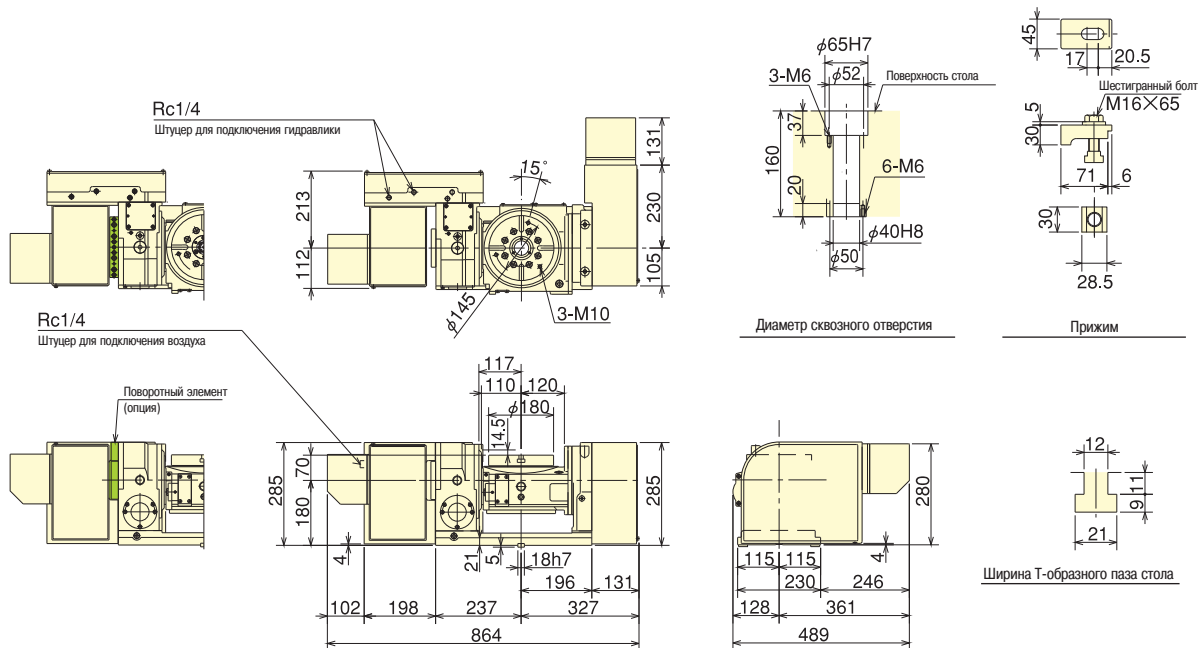 Rc1/4
Штуцер для подключения гидравлики
213
112
15°
131
230
105
φ145
3-M10
φ65H7
3-M6
φ52
Поверхность стола
37
160
20
6-M6
φ40H8
φ50
Диаметр сквозного отверстия
45
17
20.5
Шестигранный болт
M16×65
5
30
71
6
30
28.5
Прижим
Rc1/4
Штуцер для подключения воздуха
Поворотный элемент
(опция)
117
110
120
φ180
14.5
285
70
180
4
21
5
18h7
285
196
131
102
198
237
327
864
280
4
115
115
230
246
128
361
489
12
11
9
21
Ширина Т-образного паза стола